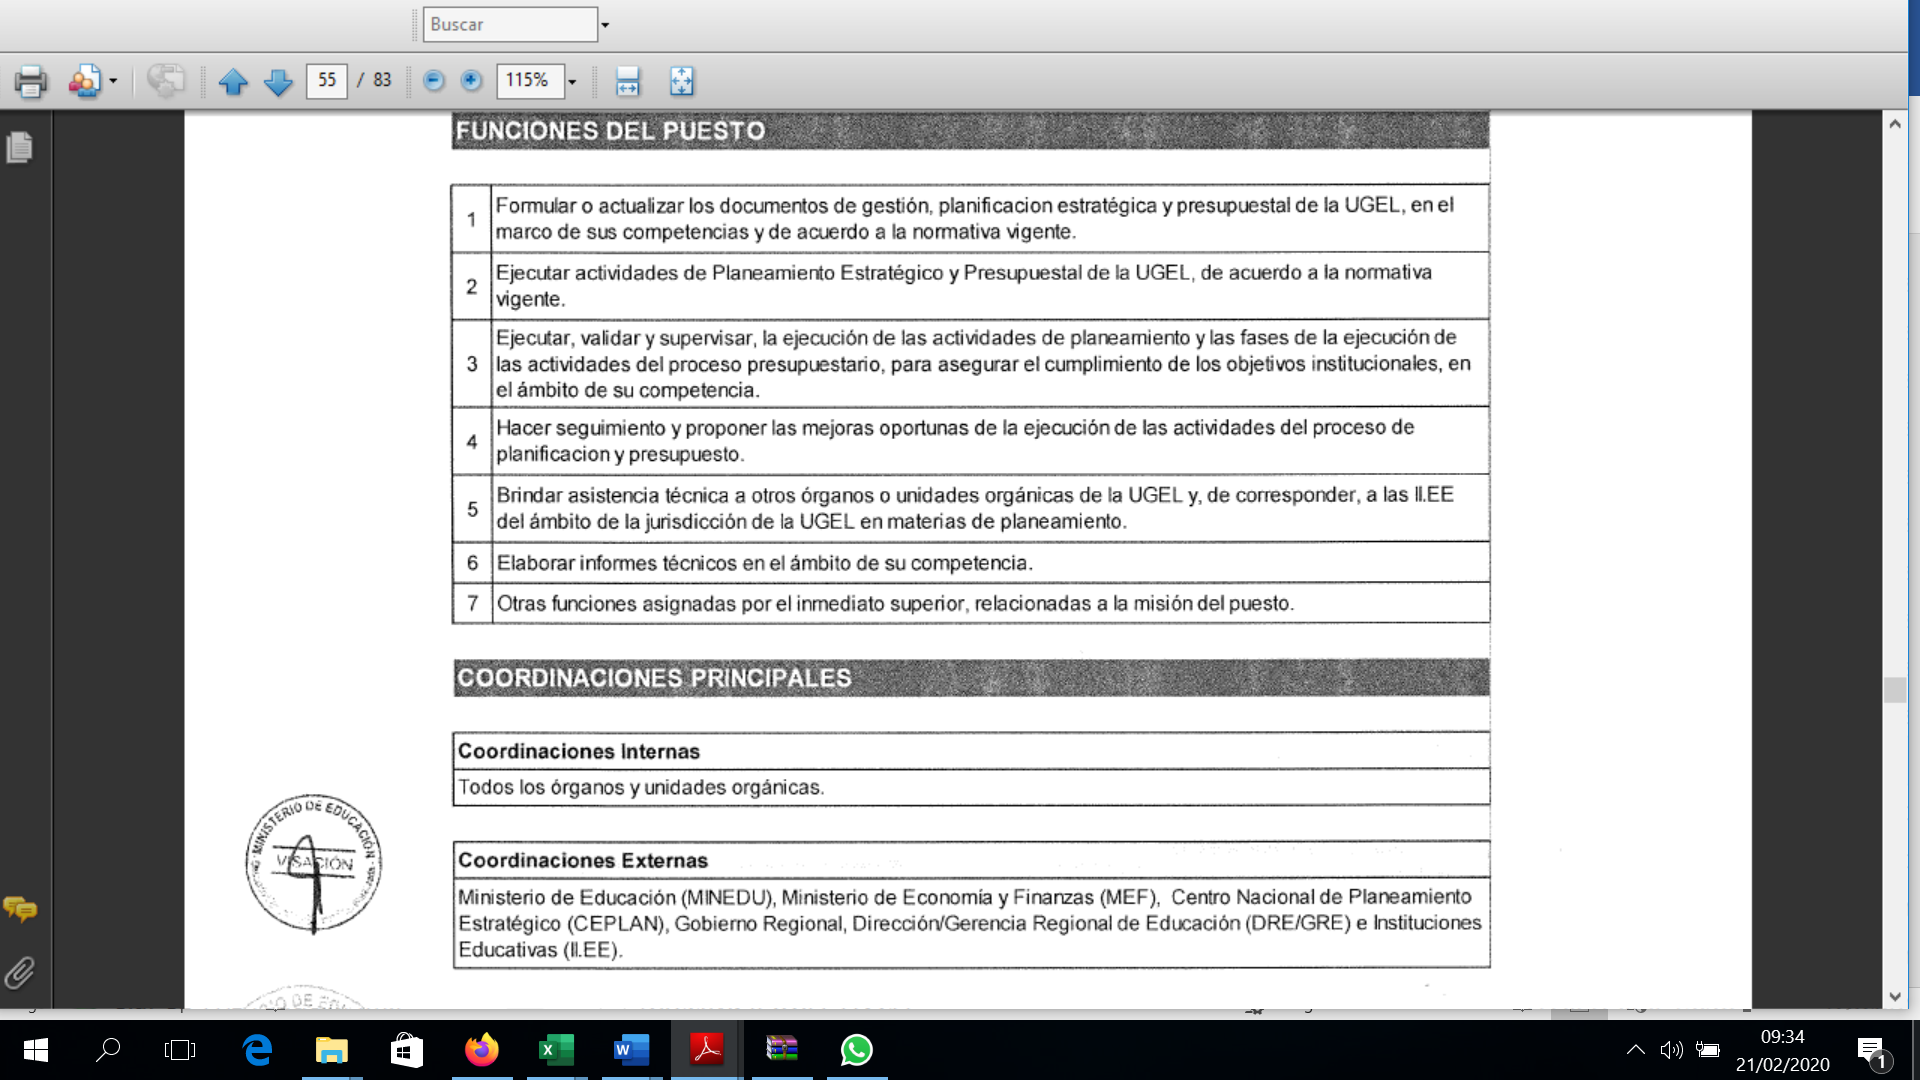 Buscar
55 / 83 115%
FUNCIONES DEL PUESTO
1 Formular o actualizar los documentos de gestión, planificacion estratégica y presupuestal de la UGEL, en el
marco de sus competencias y de acuerdo a la normativa vigente.
2 Ejecutar actividades de Planeamiento Estratégico y Presupuestal de la UGEL, de acuerdo a la normativa
vigente.
3 Ejecutar, validar y supervisar, la ejecución de las actividades de planeamiento y las fases de la ejecución de
las actividades del proceso presupuestario, para asegurar el cumplimiento de los objetivos institucionales, en
el ámbito de su competencia.
4 Hacer seguimiento y proponer las mejoras oportunas de la ejecución de las actividades del proceso de
planificacion y presupuesto.
5 Brindar asistencia técnica a otros órganos o unidades orgánicas de la UGEL y, de corresponder, a las II.EE
del ámbito de la jurisdicción de la UGEL en materias de planeamiento.
6 Elaborar informes técnicos en el ámbito de su competencia.
7 Otras funciones asignadas por el inmediato superior, relacionadas a la misión del puesto.
COORDINACIONES PRINCIPALES
Coordinaciones Internas
Todos los órganos y unidades orgánicas.
MINISTERIO DE EDUCACIÓN
VISACIÓN
Coordinaciones Externas
Ministerio de Educación (MINEDU), Ministerio de Economía y Finanzas (MEF), Centro Nacional de Planeamiento
Estratégico (CEPLAN), Gobierno Regional, Dirección/Gerencia Regional de Educación (DRE/GRE) e Instituciones
Educativas (II.EE).
09:34
21/02/2020
1